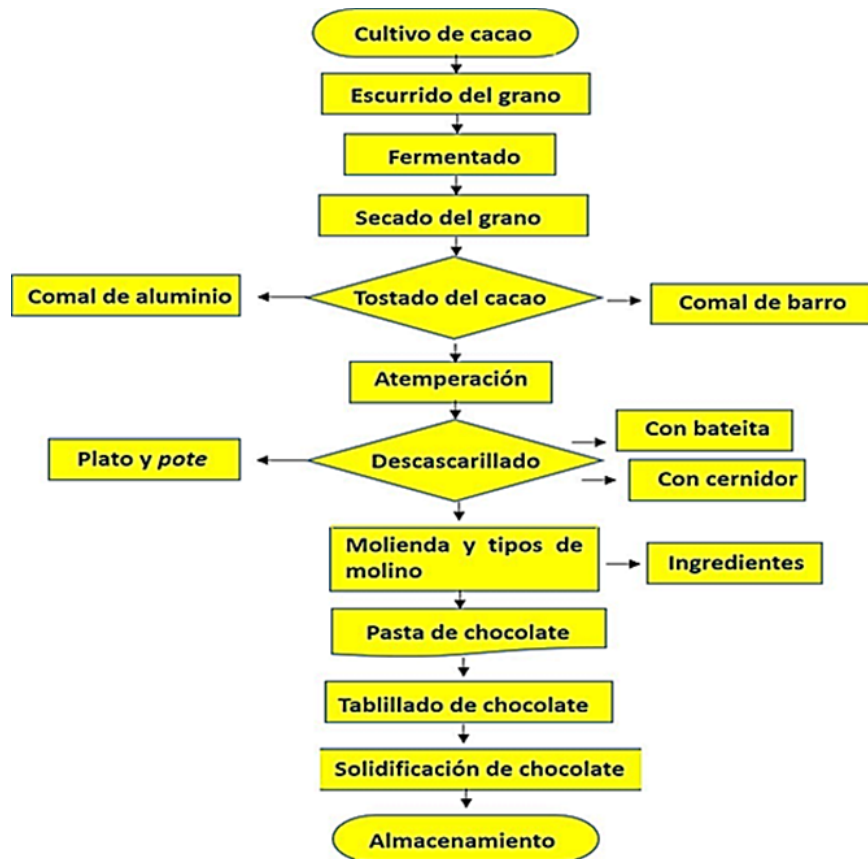 Cultivo de cacao
Escurrido del grano
Fermentado
Secado del grano
Comal de aluminio
Tostado del cacao
Comal de barro
Atemperación
Con bateita
Plato y pote
Descascarillado
Con cernidor
Molienda y tipos de
molino
Ingredientes
Pasta de chocolate
Tablillado de chocolate
Solidificación de chocolate
Almacenamiento